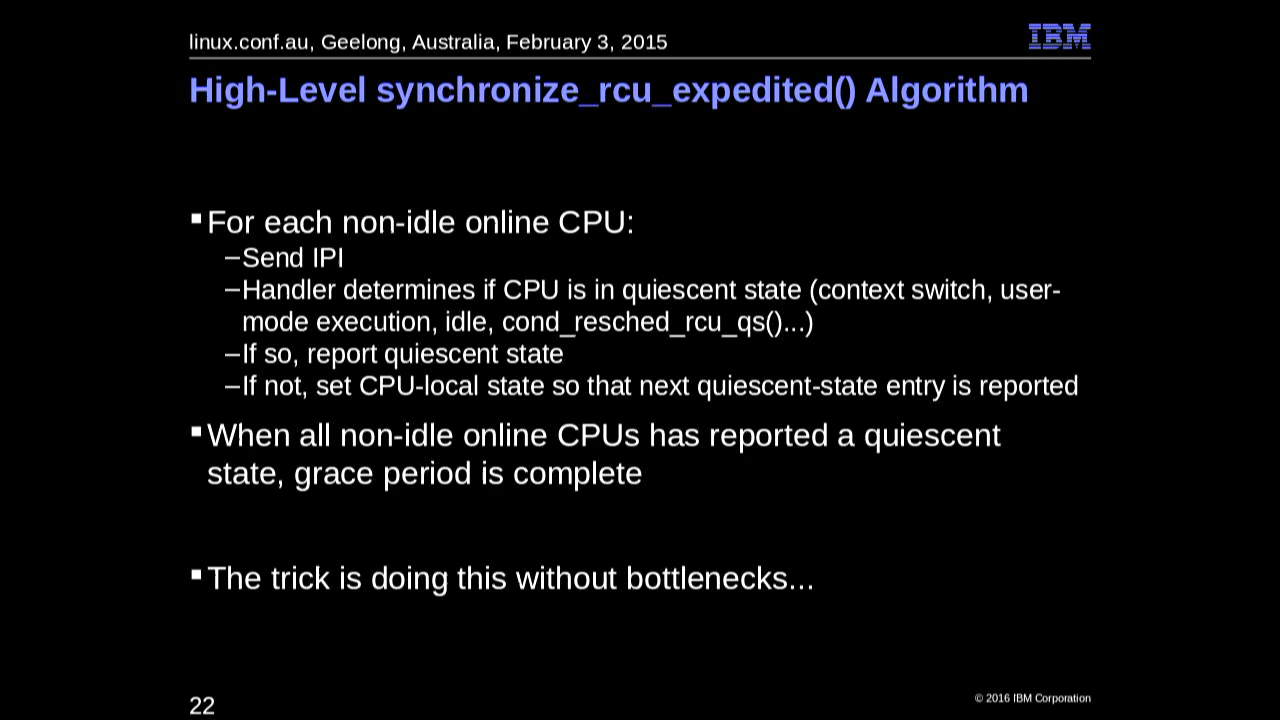 linux.conf.au, Geelong, Australia, February 3, 2015
IBM
High-Level synchronize_rcu_expedited() Algorithm
▪For each non-idle online CPU:
–Send IPI
–Handler determines if CPU is in quiescent state (context switch, user-
mode execution, idle, cond_resched_rcu_qs()...)
–If so, report quiescent state
–If not, set CPU-local state so that next quiescent-state entry is reported
▪When all non-idle online CPUs has reported a quiescent
state, grace period is complete
▪The trick is doing this without bottlenecks...
22
© 2016 IBM Corporation